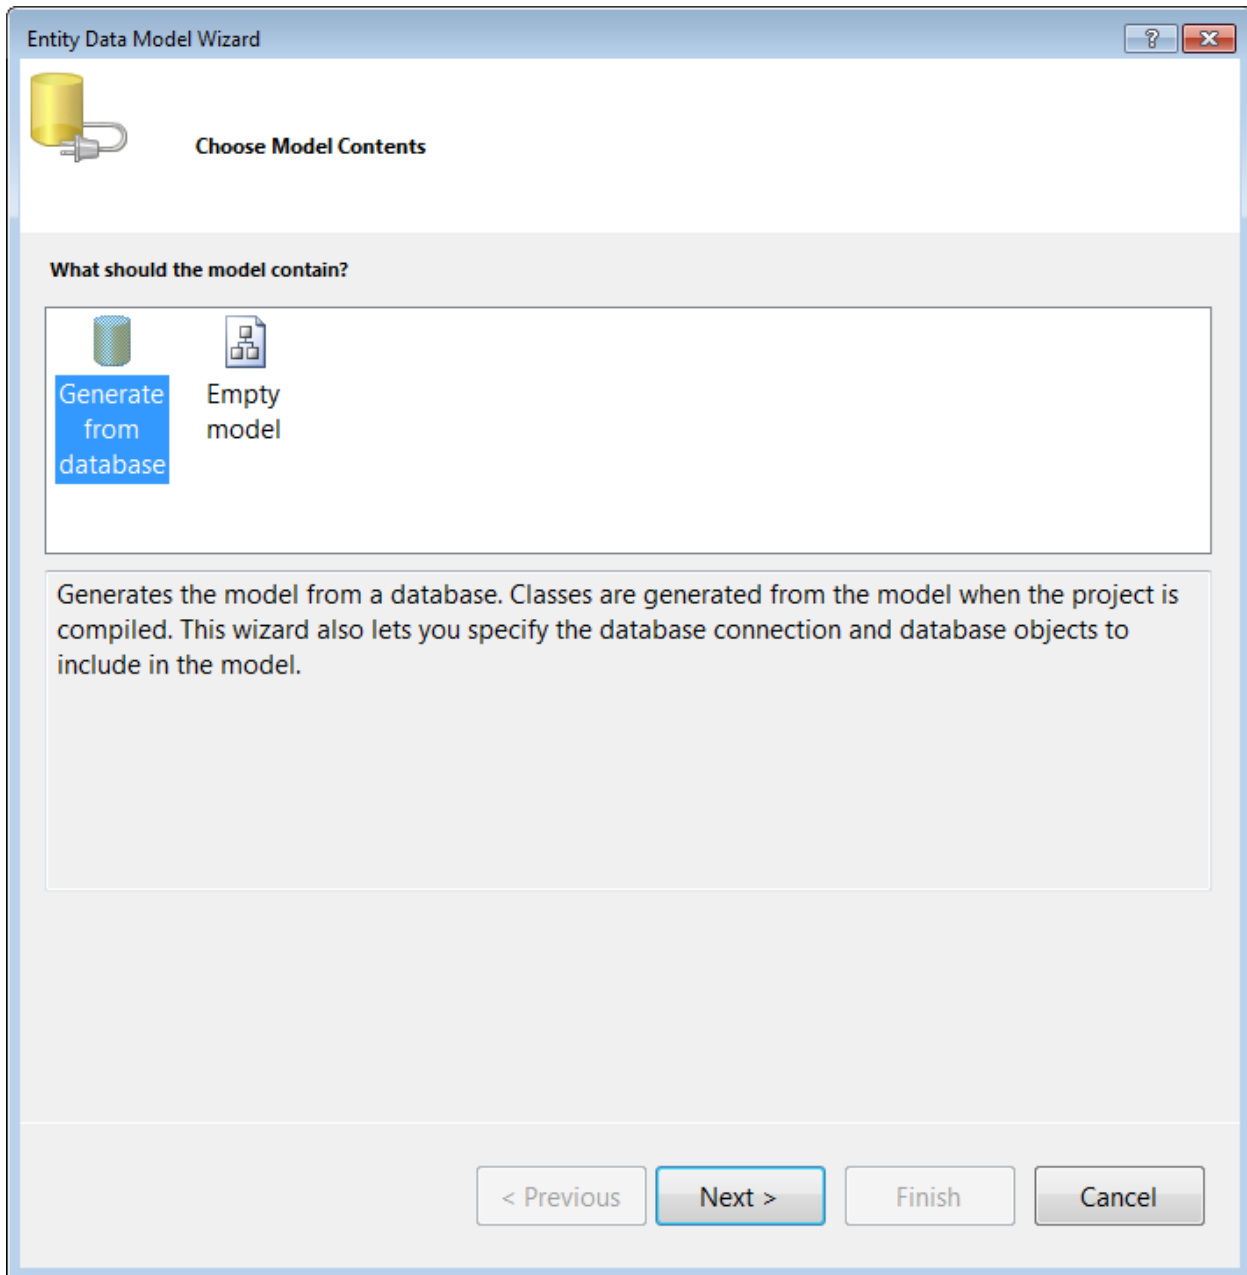 Entity Data Model Wizard
Choose Model Contents
What should the model contain?
Generate
from
database
Empty
model
Generates the model from a database. Classes are generated from the model when the project is
compiled. This wizard also lets you specify the database connection and database objects to
include in the model.
< Previous
Next >
Finish
Cancel